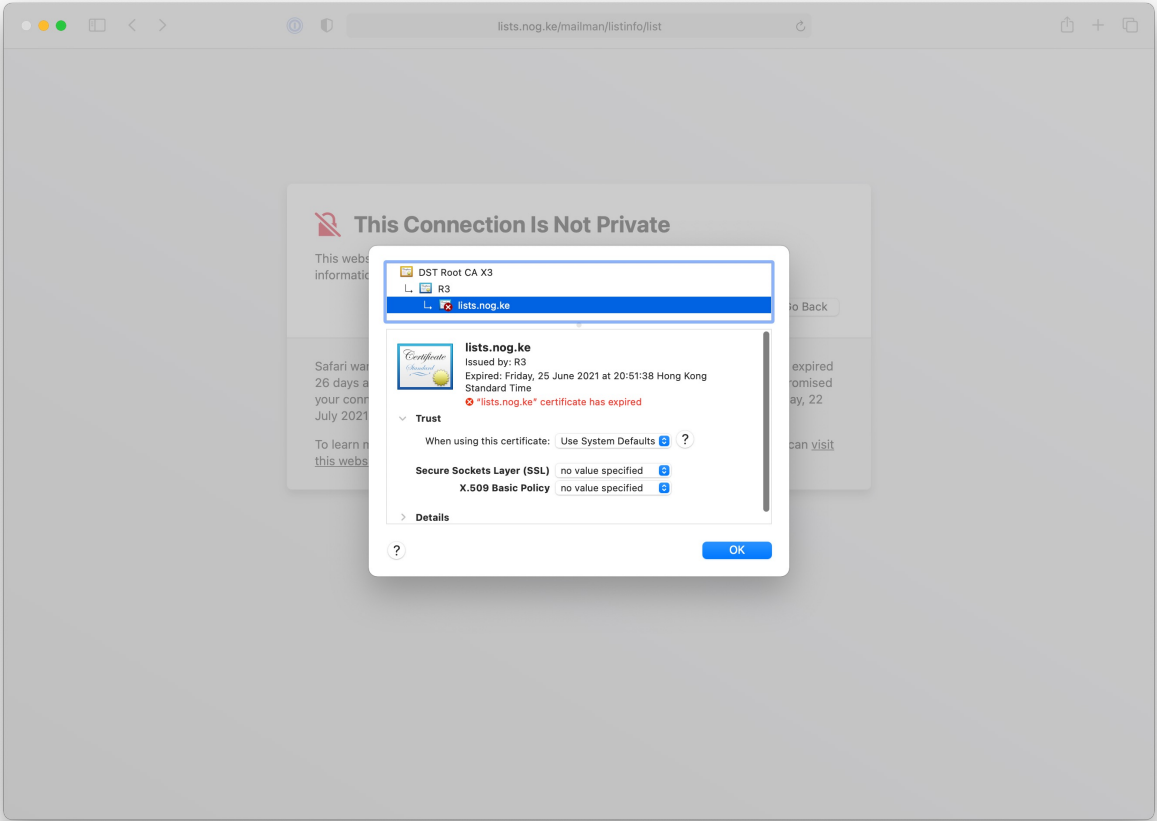 lists.nog.ke/mailman/listinfo/list
This Connection Is Not Private
This webs
informatio
Go Back
DST Root CA X3
R3
lists.nog.ke
Certificate
Standard
lists.nog.ke
Issued by: R3
Expired: Friday, 25 June 2021 at 20:51:38 Hong Kong
Standard Time
"lists.nog.ke" certificate has expired
Trust
When using this certificate: Use System Defaults ?
Secure Sockets Layer (SSL) no value specified
X.509 Basic Policy no value specified
Details
? OK
Safari war expired
26 days a romised
your conn ay, 22
July 2021
To learn m can visit
this webs